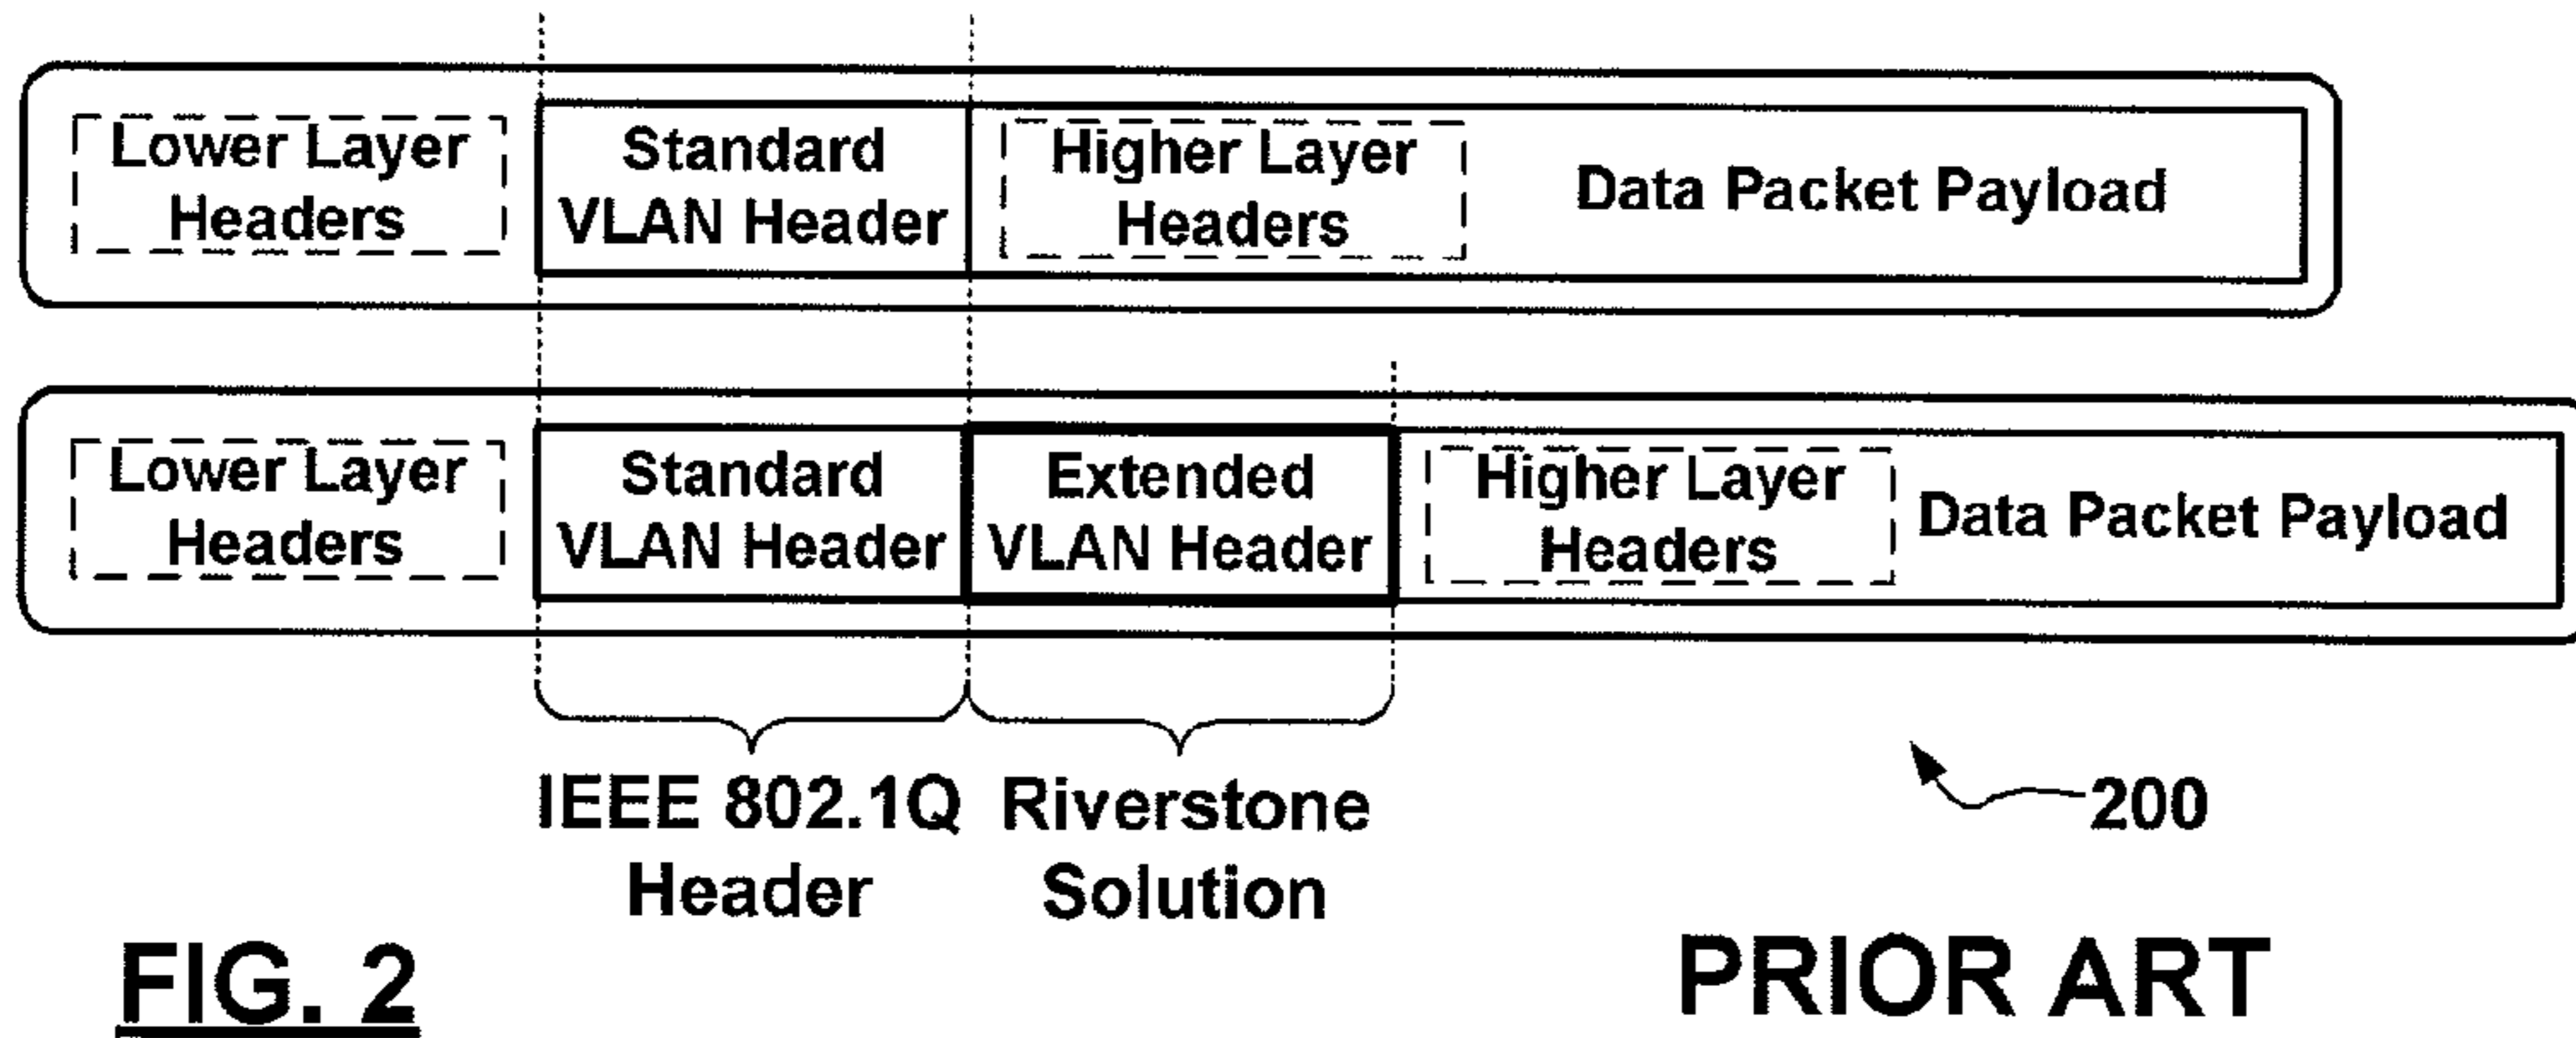 Lower Layer
Headers
Standard
VLAN Header
Higher Layer
Headers
Data Packet Payload
Lower Layer
Headers
Standard
VLAN Header
Extended
VLAN Header
Higher Layer
Headers
Data Packet Payload
IEEE 802.1Q
Header
Riverstone
Solution
200
FIG. 2
PRIOR ART